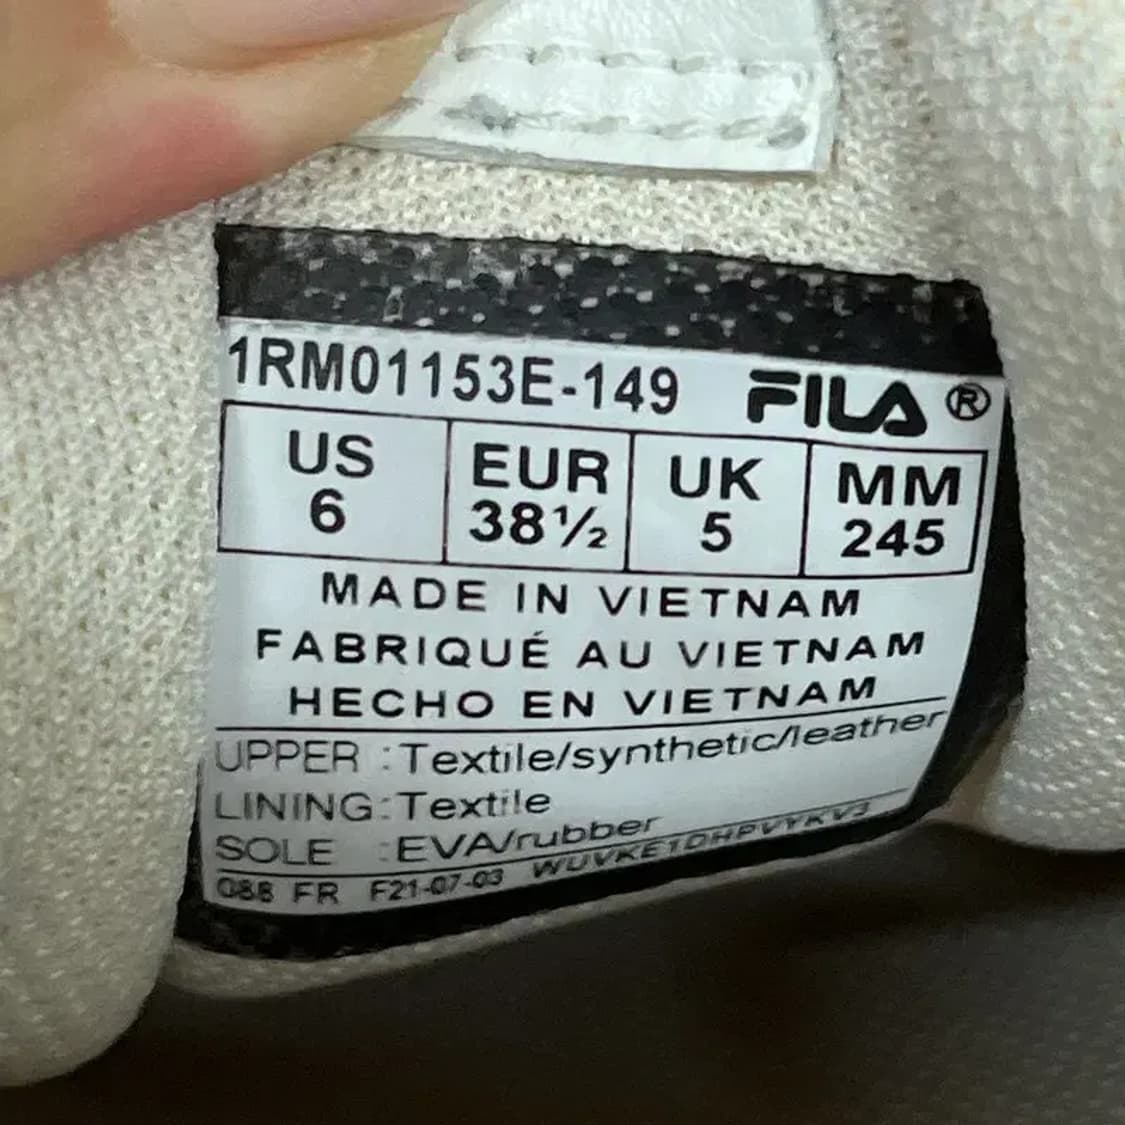 1RM01153E-149 FILA®
US EUR UK MM
6 38½ 5 245
MADE IN VIETNAM
FABRIQUÉ AU VIETNAM
HECHO EN VIETNAM
UPPER : Textile/synthetic/leather
LINING: Textile
SOLE : EVA/rubber
088 FR F21-07-03 WUVKE1DHPVYKV3